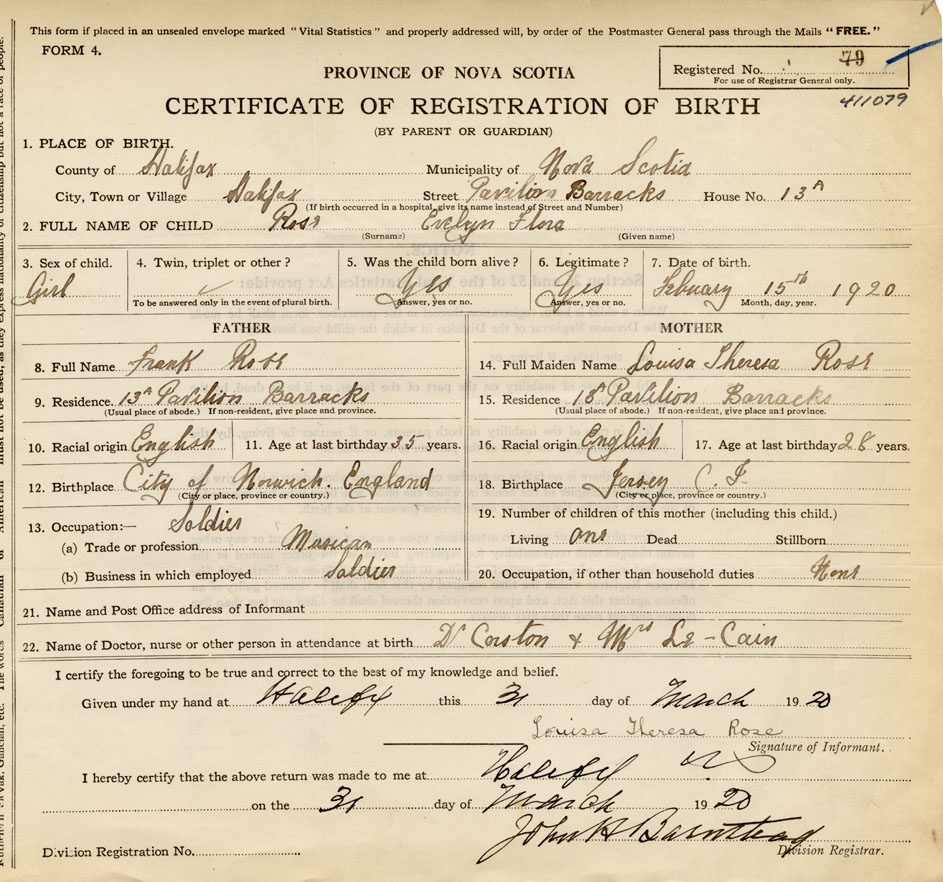 This form if placed in an unsealed envelope marked "Vital Statistics" and properly addressed will, by order of the Postmaster General pass through the Mails "FREE."
FORM 4.
Registered No. 79
For use of Registrar General only.
411079
PROVINCE OF NOVA SCOTIA
CERTIFICATE OF REGISTRATION OF BIRTH
(BY PARENT OR GUARDIAN)
1. PLACE OF BIRTH.
County of Halifax Municipality of Nova Scotia
City, Town or Village Halifax Street Pavilion Barracks House No. 13A
(If birth occurred in a hospital, give its name instead of Street and Number)
2. FULL NAME OF CHILD Rose Evelyn Flora
(Surname) (Given name)
3. Sex of child. 4. Twin, triplet or other? 5. Was the child born alive? 6. Legitimate? 7. Date of birth.
Girl ✓ Yes Yes February 15th 1920
To be answered only in the event of plural birth. Answer, yes or no. Answer, yes or no. Month, day, year.
FATHER
8. Full Name Frank Rose
9. Residence. 13A Pavilion Barracks
(Usual place of abode.) If non-resident, give place and province.
10. Racial origin English 11. Age at last birthday 35 years.
12. Birthplace City of Norwich. England
(City or place, province or country.)
13. Occupation:— Soldier
(a) Trade or profession Musican
(b) Business in which employed Soldier
MOTHER
14. Full Maiden Name Louisa Theresa Rose
15. Residence 13A Pavilion Barracks
(Usual place of abode.) If non-resident, give place and province.
16. Racial origin English 17. Age at last birthday 28 years.
18. Birthplace Jersey C. I.
(City or place, province or country.)
19. Number of children of this mother (including this child.)
Living one Dead Stillborn
20. Occupation, if other than household duties None
21. Name and Post Office address of Informant
22. Name of Doctor, nurse or other person in attendance at birth Dr Corston & Mrs Le-Cain
I certify the foregoing to be true and correct to the best of my knowledge and belief.
Given under my hand at Halifx this 31 day of March 1920
Louisa Theresa Rose
Signature of Informant.
I hereby certify that the above return was made to me at Halifx
on the 31 day of March 1920
John H Barnstead
Division Registrar.
Division Registration No.